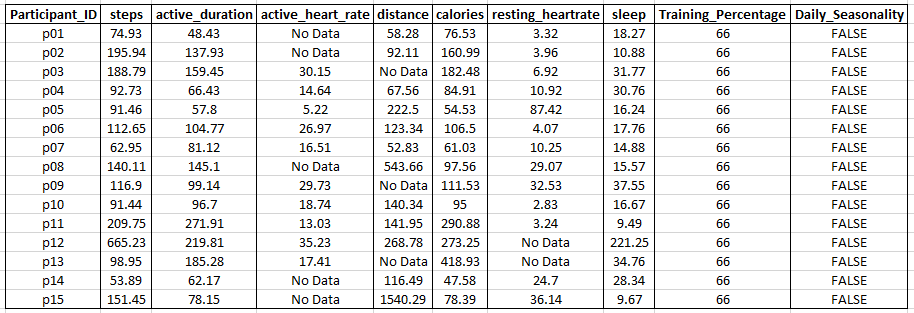 Participant_ID steps active_duration active_heart_rate distance calories resting_heartrate sleep Training_Percentage Daily_Seasonality
p01 74.93 48.43 No Data 58.28 76.53 3.32 18.27 66 FALSE
p02 195.94 137.93 No Data 92.11 160.99 3.96 10.88 66 FALSE
p03 188.79 159.45 30.15 No Data 182.48 6.92 31.77 66 FALSE
p04 92.73 66.43 14.64 67.56 84.91 10.92 30.76 66 FALSE
p05 91.46 57.8 5.22 222.5 54.53 87.42 16.24 66 FALSE
p06 112.65 104.77 26.97 123.34 106.5 4.07 17.76 66 FALSE
p07 62.95 81.12 16.51 52.83 61.03 10.25 14.88 66 FALSE
p08 140.11 145.1 No Data 543.66 97.56 29.07 15.57 66 FALSE
p09 116.9 99.14 29.73 No Data 111.53 32.53 37.55 66 FALSE
p10 91.44 96.7 18.74 140.34 95 2.83 16.67 66 FALSE
p11 209.75 271.91 13.03 141.95 290.88 3.24 9.49 66 FALSE
p12 665.23 219.81 35.23 268.78 273.25 No Data 221.25 66 FALSE
p13 98.95 185.28 17.41 No Data 418.93 No Data 34.76 66 FALSE
p14 53.89 62.17 No Data 116.49 47.58 24.7 28.34 66 FALSE
p15 151.45 78.15 No Data 1540.29 78.39 36.14 9.67 66 FALSE